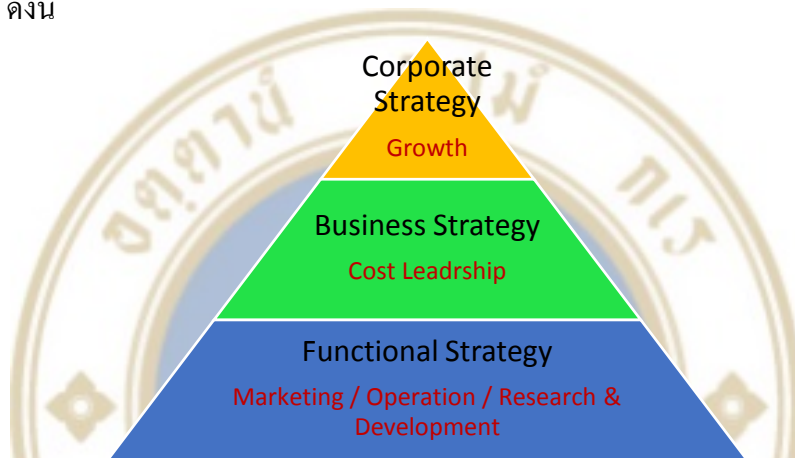 ดังนี้
Corporate
Strategy
Growth
Business Strategy
Cost Leadrship
Functional Strategy
Marketing / Operation / Research &
Development